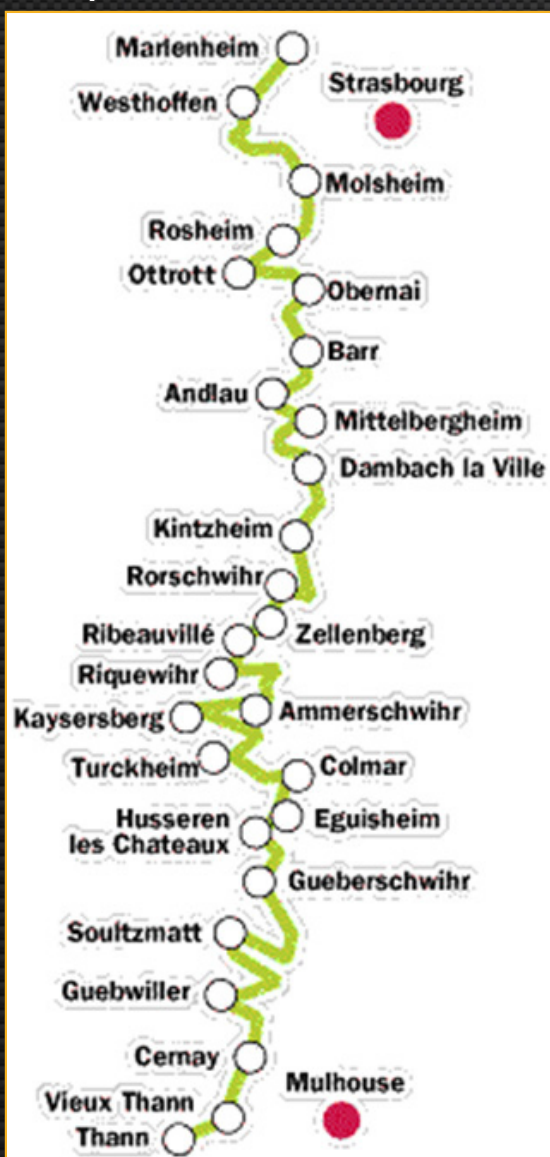 Marlenheim
Strasbourg
Westhoffen
Molsheim
Rosheim
Ottrott
Obernai
Barr
Andlau
Mittelbergheim
Dambach la Ville
Kintzheim
Rorschwihr
Ribeauvillé
Zellenberg
Riquewihr
Kaysersberg
Ammerschwihr
Turckheim
Colmar
Husseren
les Chateaux
Eguisheim
Gueberschwihr
Soultzmatt
Guebwiller
Cernay
Mulhouse
Vieux Thann
Thann